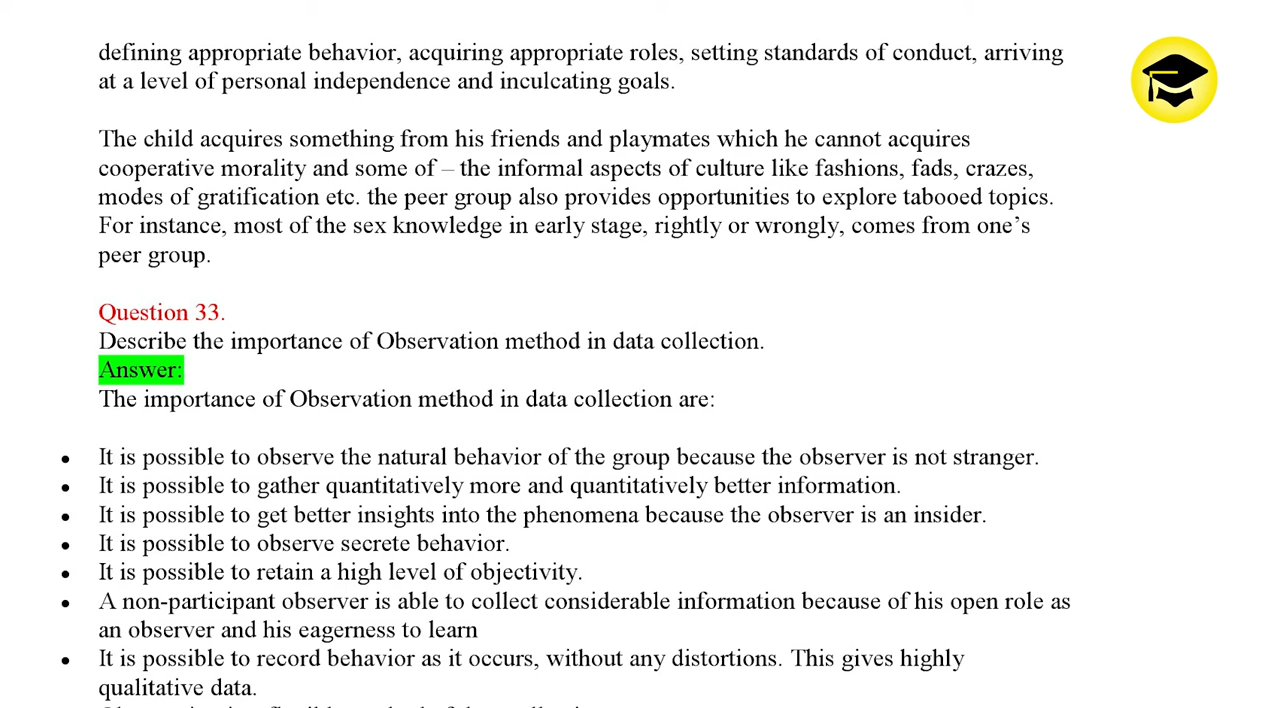 defining appropriate behavior, acquiring appropriate roles, setting standards of conduct, arriving
at a level of personal independence and inculcating goals.
The child acquires something from his friends and playmates which he cannot acquires
cooperative morality and some of – the informal aspects of culture like fashions, fads, crazes,
modes of gratification etc. the peer group also provides opportunities to explore tabooed topics.
For instance, most of the sex knowledge in early stage, rightly or wrongly, comes from one’s
peer group.
Question 33.
Describe the importance of Observation method in data collection.
Answer:
The importance of Observation method in data collection are:
• It is possible to observe the natural behavior of the group because the observer is not stranger.
• It is possible to gather quantitatively more and quantitatively better information.
• It is possible to get better insights into the phenomena because the observer is an insider.
• It is possible to observe secrete behavior.
• It is possible to retain a high level of objectivity.
• A non-participant observer is able to collect considerable information because of his open role as
an observer and his eagerness to learn
• It is possible to record behavior as it occurs, without any distortions. This gives highly
qualitative data.